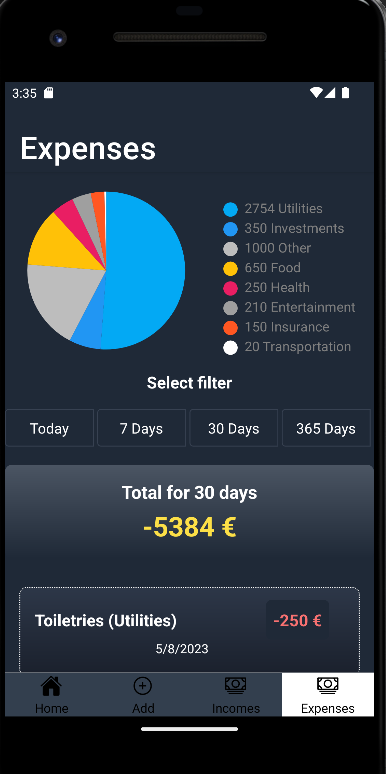 3:35
Expenses
2754 Utilities
350 Investments
1000 Other
650 Food
250 Health
210 Entertainment
150 Insurance
20 Transportation
Select filter
Today 7 Days 30 Days 365 Days
Total for 30 days
-5384 €
Toiletries (Utilities) -250 €
5/8/2023
Home Add Incomes Expenses